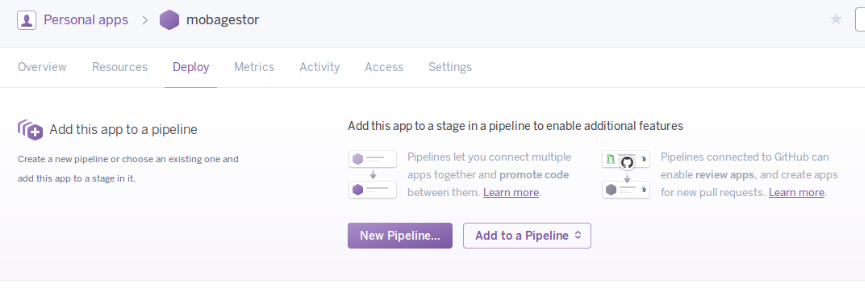 Personal apps > mobagestor
Overview Resources Deploy Metrics Activity Access Settings
Add this app to a pipeline
Create a new pipeline or choose an existing one and
add this app to a stage in it.
Add this app to a stage in a pipeline to enable additional features
Pipelines let you connect multiple
apps together and promote code
between them. Learn more.
Pipelines connected to GitHub can
enable review apps, and create apps
for new pull requests. Learn more.
New Pipeline...
Add to a Pipeline